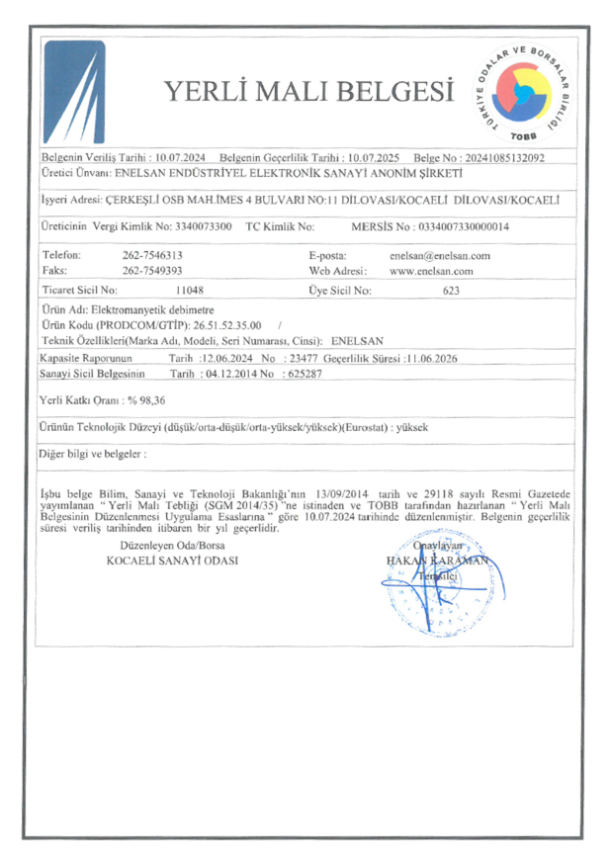 YERLİ MALI BELGESİ
TÜRKİYE ODALAR VE BORSALAR BİRLİĞİ
TOBB
Belgenin Veriliş Tarihi : 10.07.2024 Belgenin Geçerlilik Tarihi : 10.07.2025 Belge No : 20241085132092
Üretici Ünvanı: ENELSAN ENDÜSTRİYEL ELEKTRONİK SANAYİ ANONİM ŞİRKETİ
İşyeri Adresi: ÇERKEŞLİ OSB MAH.İMES 4 BULVARI NO:11 DİLOVASI/KOCAELİ DİLOVASI/KOCAELİ
Üreticinin Vergi Kimlik No: 3340073300 TC Kimlik No: MERSİS No : 0334007330000014
Telefon: 262-7546313 E-posta: enelsan@enelsan.com
Faks: 262-7549393 Web Adresi: www.enelsan.com
Ticaret Sicil No: 11048 Üye Sicil No: 623
Ürün Adı: Elektromanyetik debimetre
Ürün Kodu (PRODCOM/GTİP): 26.51.52.35.00 /
Teknik Özellikleri(Marka Adı, Modeli, Seri Numarası, Cinsi): ENELSAN
Kapasite Raporunun Tarih :12.06.2024 No : 23477 Geçerlilik Süresi :11.06.2026
Sanayi Sicil Belgesinin Tarih : 04.12.2014 No : 625287
Yerli Katkı Oranı : % 98,36
Ürünün Teknolojik Düzeyi (düşük/orta-düşük/orta-yüksek/yüksek)(Eurostat) : yüksek
Diğer bilgi ve belgeler :
İşbu belge Bilim, Sanayi ve Teknoloji Bakanlığı'nın 13/09/2014 tarih ve 29118 sayılı Resmi Gazetede
yayımlanan " Yerli Malı Tebliği (SGM 2014/35) "ne istinaden ve TOBB tarafından hazırlanan " Yerli Malı
Belgesinin Düzenlenmesi Uygulama Esaslarına " göre 10.07.2024 tarihinde düzenlenmiştir. Belgenin geçerlilik
süresi veriliş tarihinden itibaren bir yıl geçerlidir.
Düzenleyen Oda/Borsa Onaylayan
KOCAELİ SANAYİ ODASI HAKAN KARAMAN
Temsilci